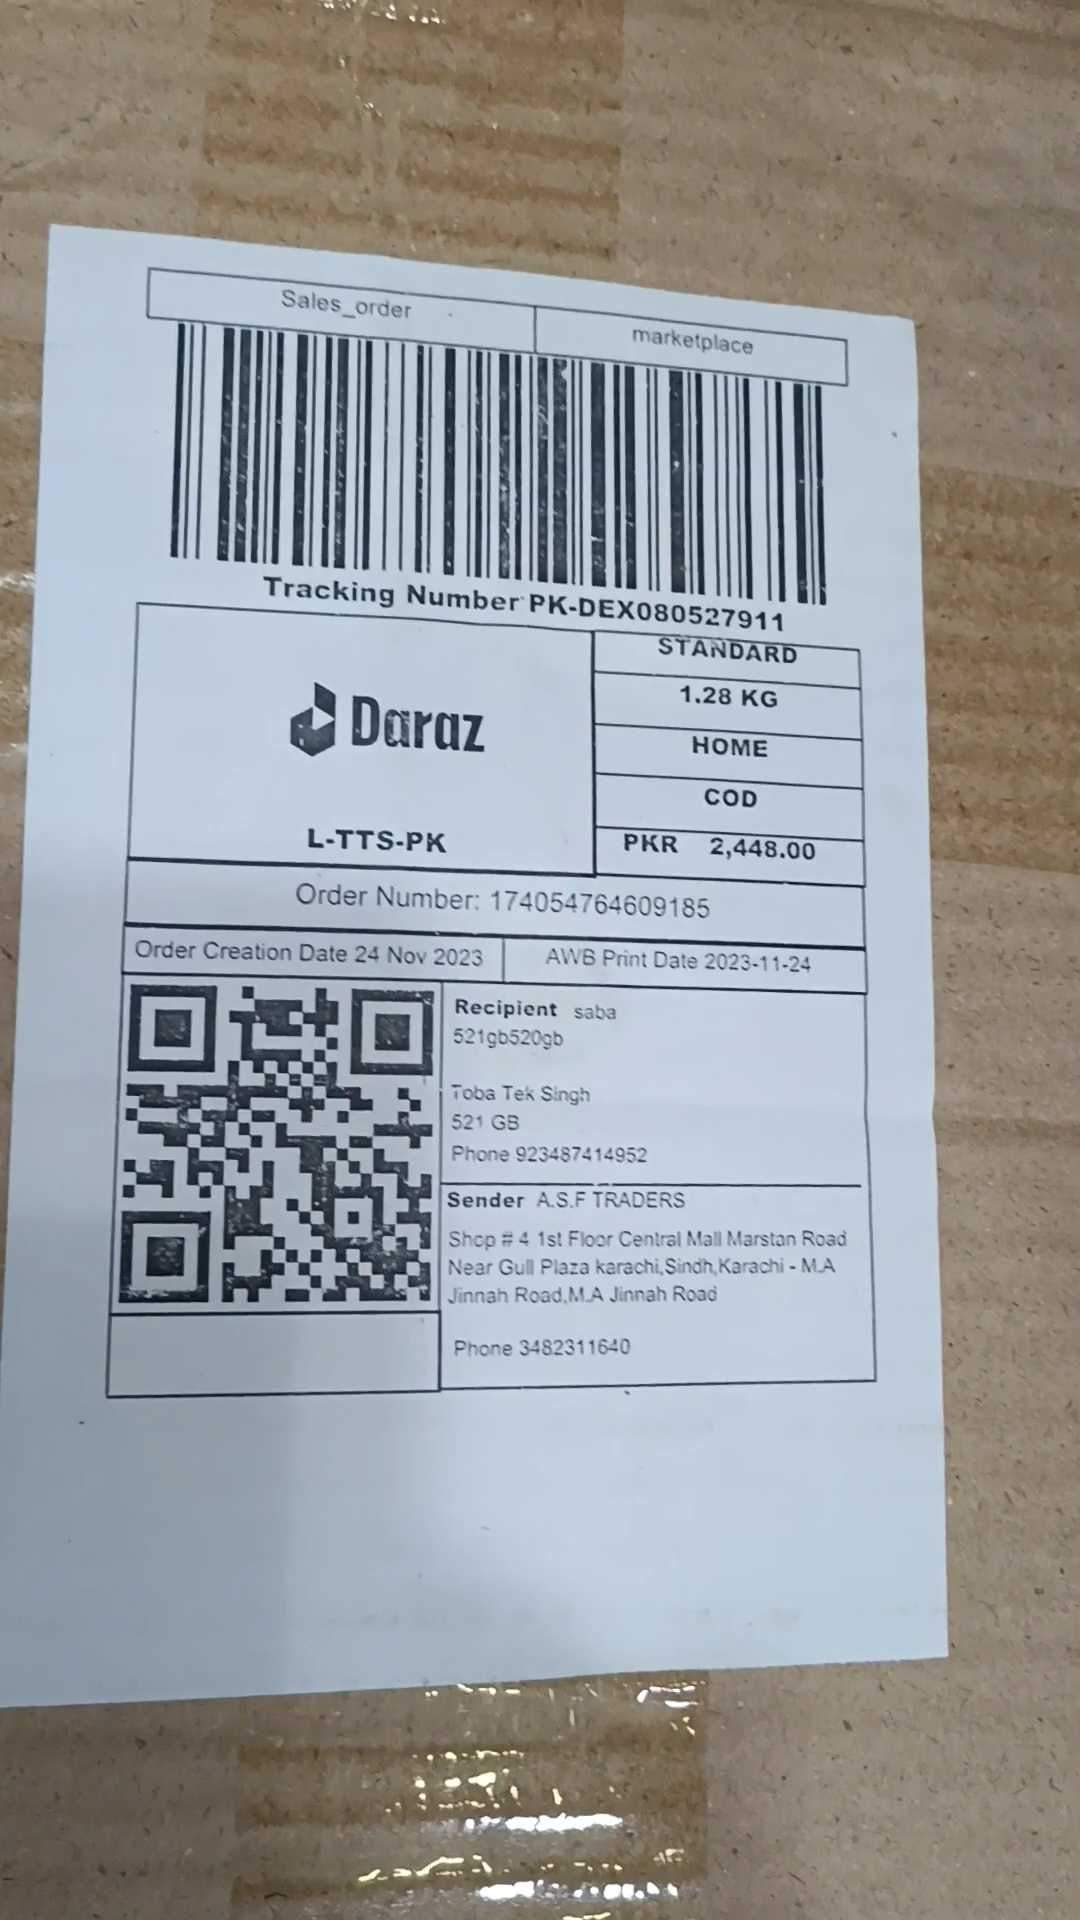 Sales_order
marketplace
Tracking Number PK-DEX080527911
Daraz
L-TTS-PK
STANDARD
1.28 KG
HOME
COD
PKR 2,448.00
Order Number: 174054764609185
Order Creation Date 24 Nov 2023
AWB Print Date 2023-11-24
Recipient saba
521gb520gb
Toba Tek Singh
521 GB
Phone 923487414952
Sender A.S.F TRADERS
Shop # 4 1st Floor Central Mall Marstan Road
Near Gull Plaza karachi,Sindh,Karachi - M.A
Jinnah Road,M.A Jinnah Road
Phone 3482311640